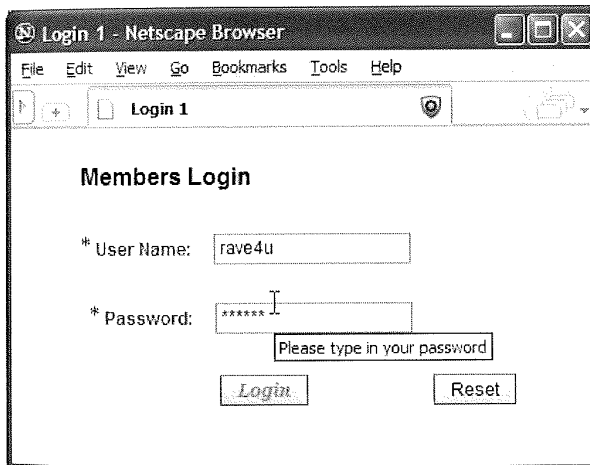 Login 1 - Netscape Browser
File Edit View Go Bookmarks Tools Help
Login 1
Members Login
* User Name: rave4u
* Password: ******
Please type in your password
Login Reset